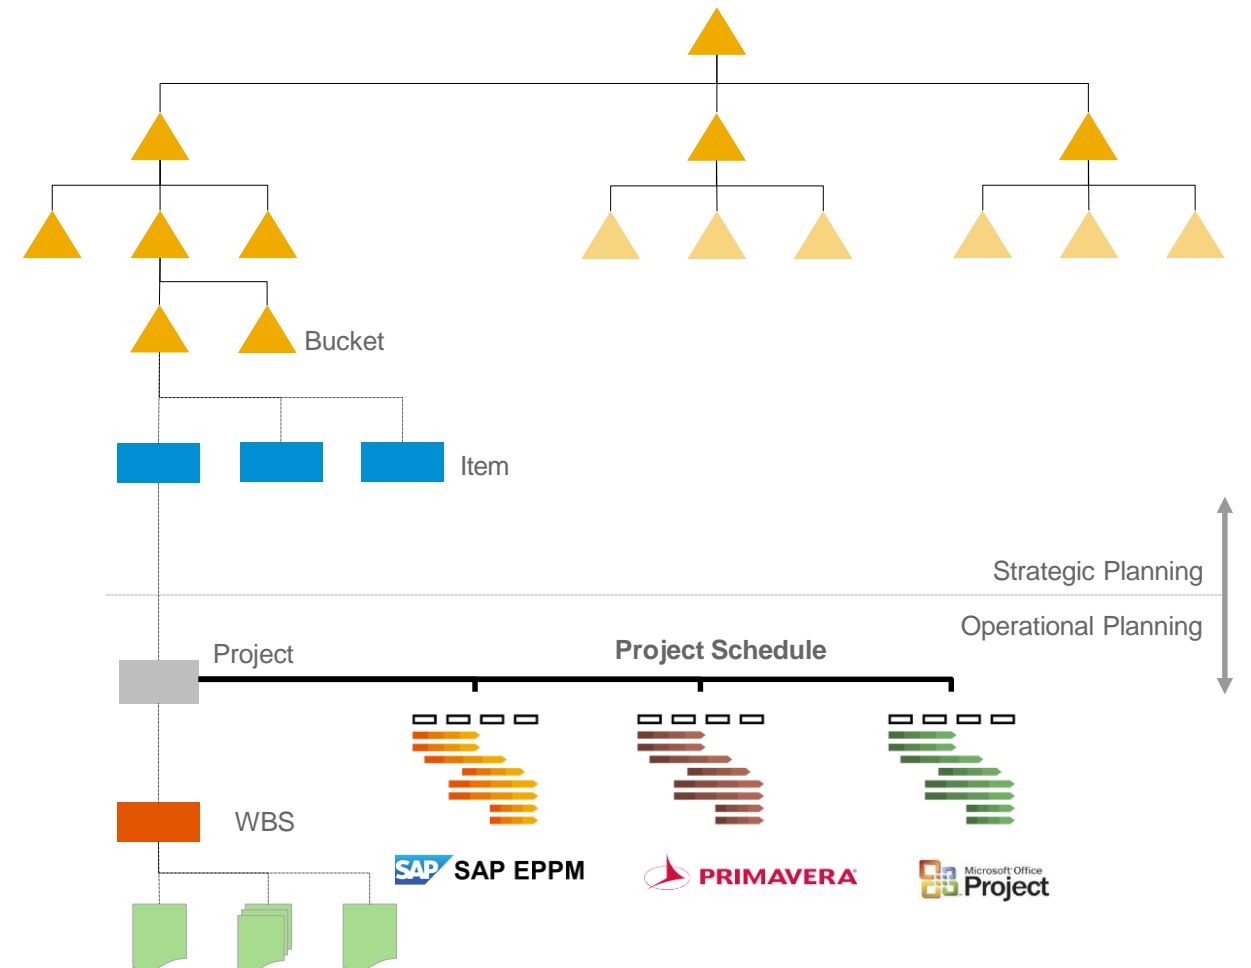 Bucket
Item
Strategic Planning
Operational Planning
Project
Project Schedule
WBS
SAP SAP EPPM
PRIMAVERA
Microsoft Office
Project